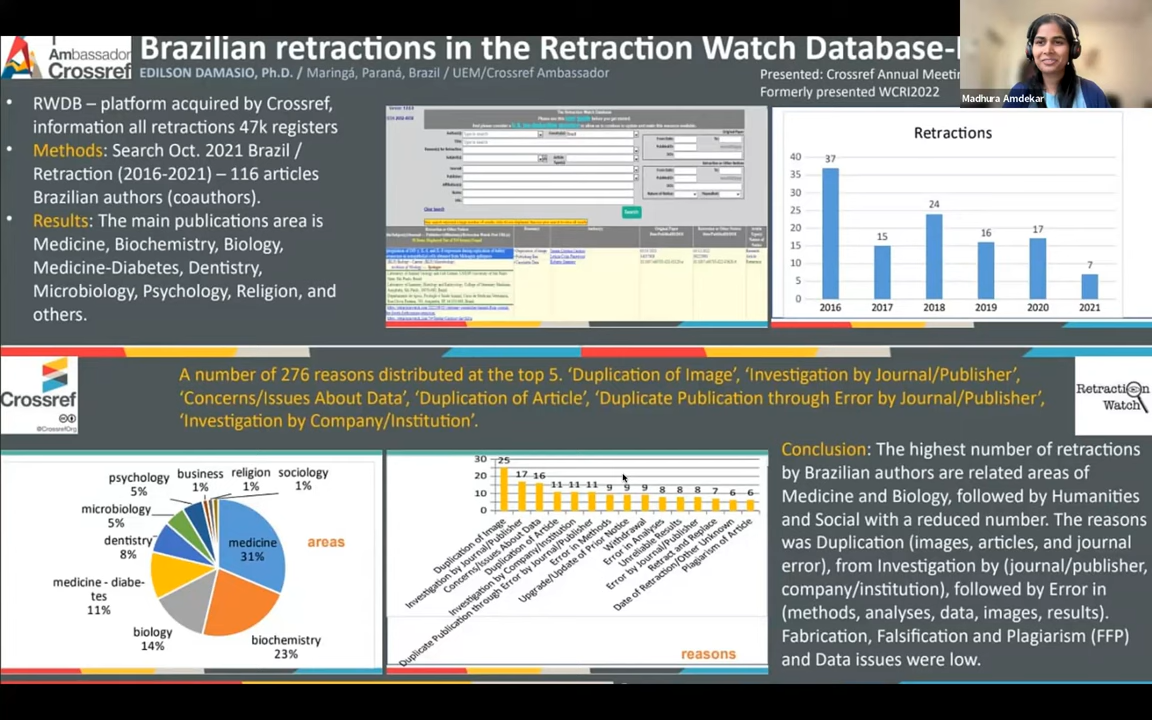 Brazilian retractions in the Retraction Watch Database-
Ambassador
Crossref
EDILSON DAMASIO, Ph.D. / Maringá, Paraná, Brazil / UEM/Crossref Ambassador
Presented: Crossref Annual Meetin
Formerly presented WCRI2022
Madhura Amdekar
• RWDB – platform acquired by Crossref,
information all retractions 47k registers
• Methods: Search Oct. 2021 Brazil /
Retraction (2016-2021) – 116 articles
Brazilian authors (coauthors).
• Results: The main publications area is
Medicine, Biochemistry, Biology,
Medicine-Diabetes, Dentistry,
Microbiology, Psychology, Religion, and
others.
The Retraction Watch Database
Search
Retractions
40
35
30
25
20
15
10
5
0
37
15
24
16
17
7
2016 2017 2018 2019 2020 2021
Crossref
@CrossrefOrg
A number of 276 reasons distributed at the top 5. ‘Duplication of Image’, ‘Investigation by Journal/Publisher’,
‘Concerns/Issues About Data’, ‘Duplication of Article’, ‘Duplicate Publication through Error by Journal/Publisher’,
‘Investigation by Company/Institution’.
Retraction
Watch
psychology
5%
business
1%
religion
1%
sociology
1%
microbiology
5%
dentistry
8%
medicine - diabe-
tes
11%
biology
14%
biochemistry
23%
medicine
31%
areas
30
20
10
0
25 17 16 11 11 11 9 9 9 8 8 8 7 6 6
Duplication of Image
Investigation by Journal/Publisher
Concerns/Issues About Data
Duplication of Article
Investigation by Company/Institution
Duplicate Publication through Error by Journal/Publisher
Error in Methods
Upgrade/Update of Prior Notice
Withdrawal
Error in Analyses
Unreliable Results
Error by Journal/Publisher
Retract and Replace
Date of Retraction/Other Unknown
Plagiarism of Article
reasons
Conclusion: The highest number of retractions
by Brazilian authors are related areas of
Medicine and Biology, followed by Humanities
and Social with a reduced number. The reasons
was Duplication (images, articles, and journal
error), from Investigation by (journal/publisher,
company/institution), followed by Error in
(methods, analyses, data, images, results).
Fabrication, Falsification and Plagiarism (FFP)
and Data issues were low.